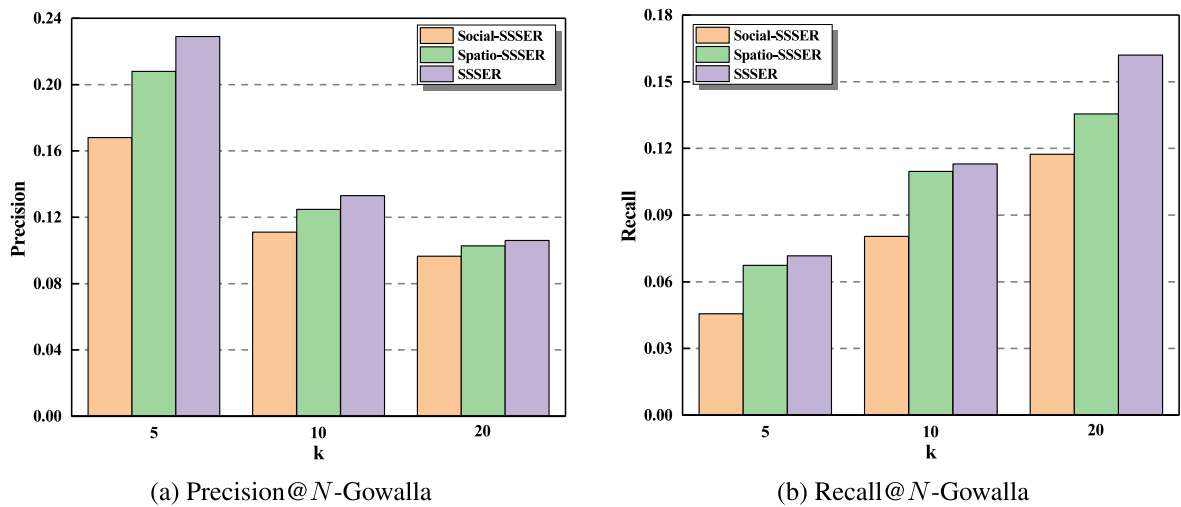 0.24
0.20
0.16
0.12
0.08
0.04
0.00
Precision
Social-SSSER
Spatio-SSSER
SSSER
5
10
20
k
(a) Precision@N-Gowalla
0.18
0.15
0.12
0.09
0.06
0.03
0.00
Recall
Social-SSSER
Spatio-SSSER
SSSER
5
10
20
k
(b) Recall@N-Gowalla